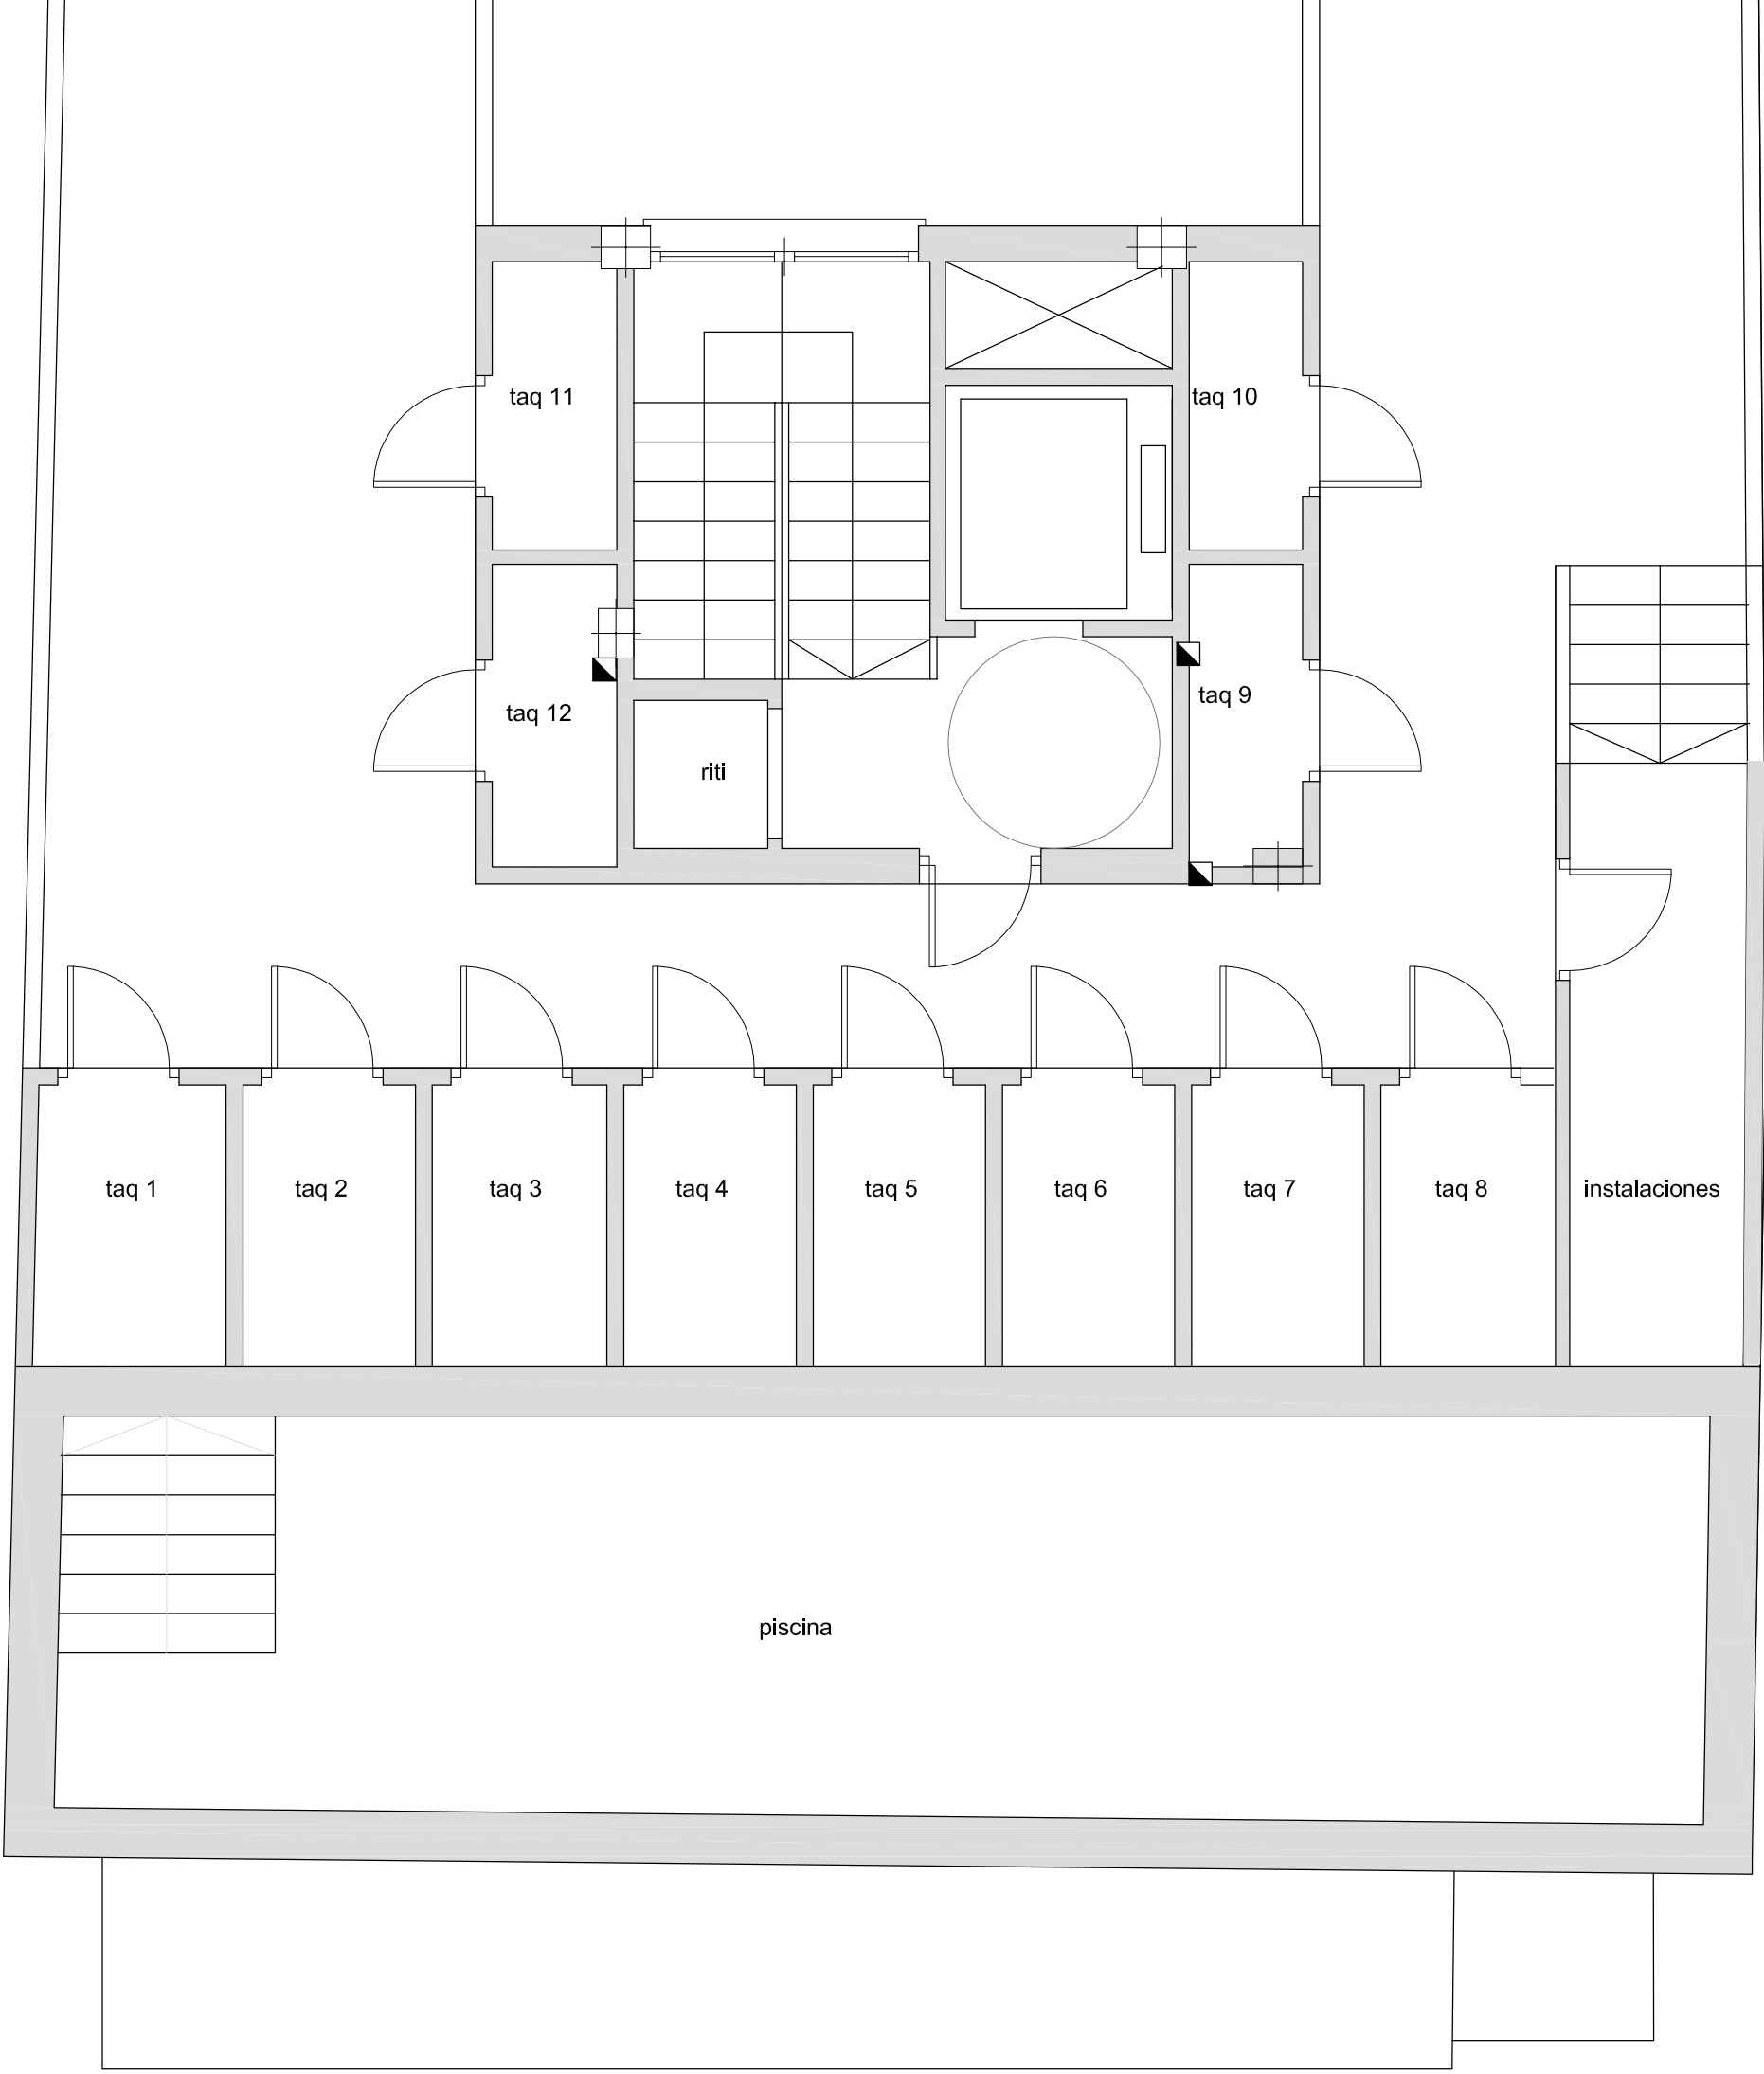 taq 11
taq 10
taq 9
taq 12
riti
taq 1
taq 2
taq 3
taq 4
taq 5
taq 6
taq 7
taq 8
instalaciones
piscina